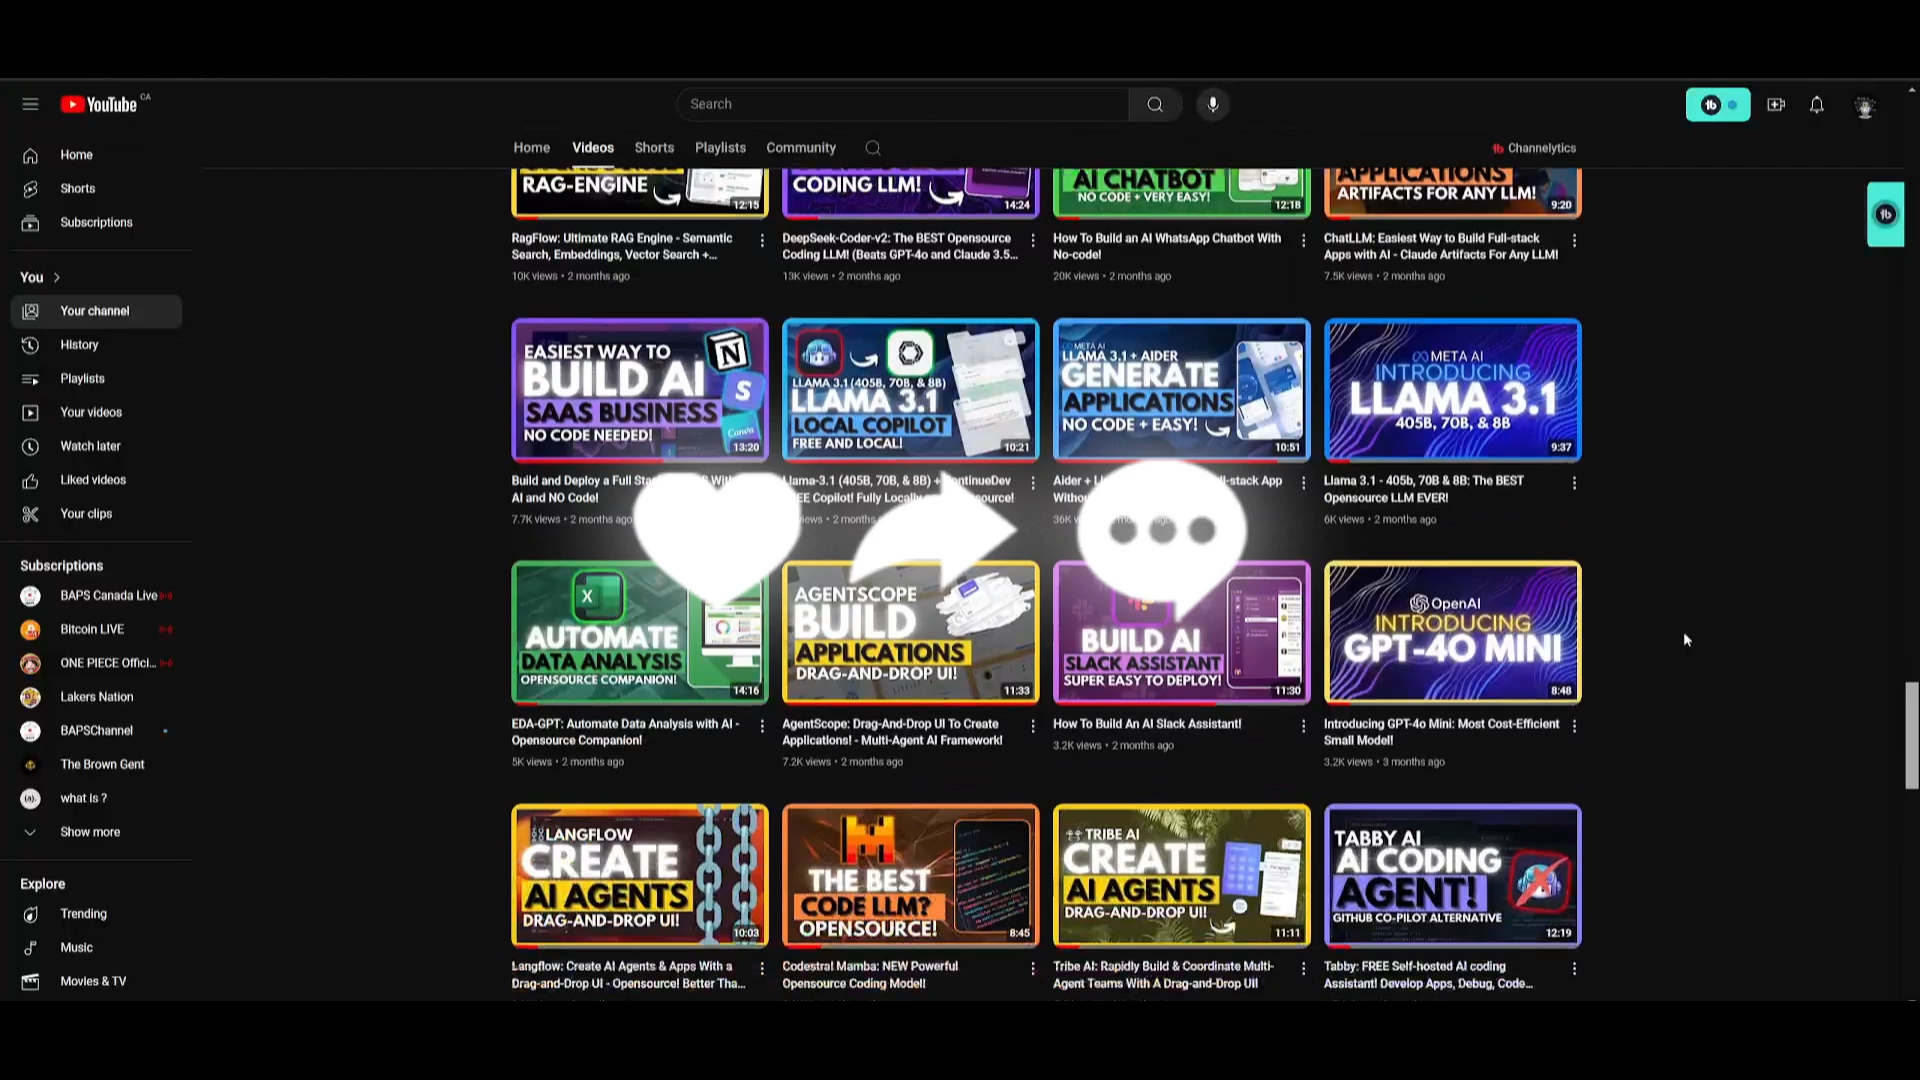 YouTube CA
Search
Home
Videos
Shorts
Playlists
Community
Channelytics
Home
Shorts
Subscriptions
You
Your channel
History
Playlists
Your videos
Watch later
Liked videos
Your clips
Subscriptions
BAPS Canada Live
Bitcoin LIVE
ONE PIECE Offici...
Lakers Nation
BAPSChannel
The Brown Gent
what is ?
Show more
Explore
Trending
Music
Movies & TV
RAG-ENGINE
12:15
RagFlow: Ultimate RAG Engine - Semantic
Search, Embeddings, Vector Search +...
10K views • 2 months ago
CODING LLM!
14:24
DeepSeek-Coder-v2: The BEST Opensource
Coding LLM! (Beats GPT-4o and Claude 3.5...
13K views • 2 months ago
AI CHATBOT
NO CODE + VERY EASY!
12:18
How To Build an AI WhatsApp Chatbot With
No-code!
20K views • 2 months ago
APPLICATIONS
ARTIFACTS FOR ANY LLM!
9:20
ChatLLM: Easiest Way to Build Full-stack
Apps with AI - Claude Artifacts For Any LLM!
7.5K views • 2 months ago
EASIEST WAY TO
BUILD AI
SAAS BUSINESS
NO CODE NEEDED!
Canva
13:20
Build and Deploy a Full
AI and NO Code!
7.7K views • 2 months ago
LLAMA 3.1 (405B, 70B, & 8B)
LLAMA 3.1
LOCAL COPILOT
FREE AND LOCAL!
10:21
Llama-3.1 (405B, 70B, & 8B) + ContinueDev
Copilot! Fully Locally
views • 2 months
META AI
LLAMA 3.1 + AIDER
GENERATE
APPLICATIONS
NO CODE + EASY!
10:51
Aider + App
36K
META AI
INTRODUCING
LLAMA 3.1
405B, 70B, & 8B
9:37
Llama 3.1 - 405b, 70B & 8B: The BEST
Opensource LLM EVER!
6K views • 2 months ago
AUTOMATE
DATA ANALYSIS
OPENSOURCE COMPANION!
14:16
EDA-GPT: Automate Data Analysis with AI -
Opensource Companion!
5K views • 2 months ago
AGENTSCOPE
BUILD
APPLICATIONS
DRAG-AND-DROP UI!
11:33
AgentScope: Drag-And-Drop UI To Create
Applications! - Multi-Agent AI Framework!
7.2K views • 2 months ago
BUILD AI
SLACK ASSISTANT
SUPER EASY TO DEPLOY!
11:30
How To Build An AI Slack Assistant!
3.2K views • 2 months ago
OpenAI
INTRODUCING
GPT-4O MINI
8:48
Introducing GPT-4o Mini: Most Cost-Efficient
Small Model!
3.2K views • 3 months ago
LANGFLOW
CREATE
AI AGENTS
DRAG-AND-DROP UI!
10:03
Langflow: Create AI Agents & Apps With a
Drag-and-Drop UI - Opensource! Better Tha...
THE BEST
CODE LLM?
OPENSOURCE!
8:45
Codestral Mamba: NEW Powerful
Opensource Coding Model!
TRIBE AI
CREATE
AI AGENTS
DRAG-AND-DROP UI!
11:11
Tribe AI: Rapidly Build & Coordinate Multi-
Agent Teams With A Drag-and-Drop UI!
TABBY AI
AI CODING
AGENT!
GITHUB CO-PILOT ALTERNATIVE
12:19
Tabby: FREE Self-hosted AI coding
Assistant! Develop Apps, Debug, Code...